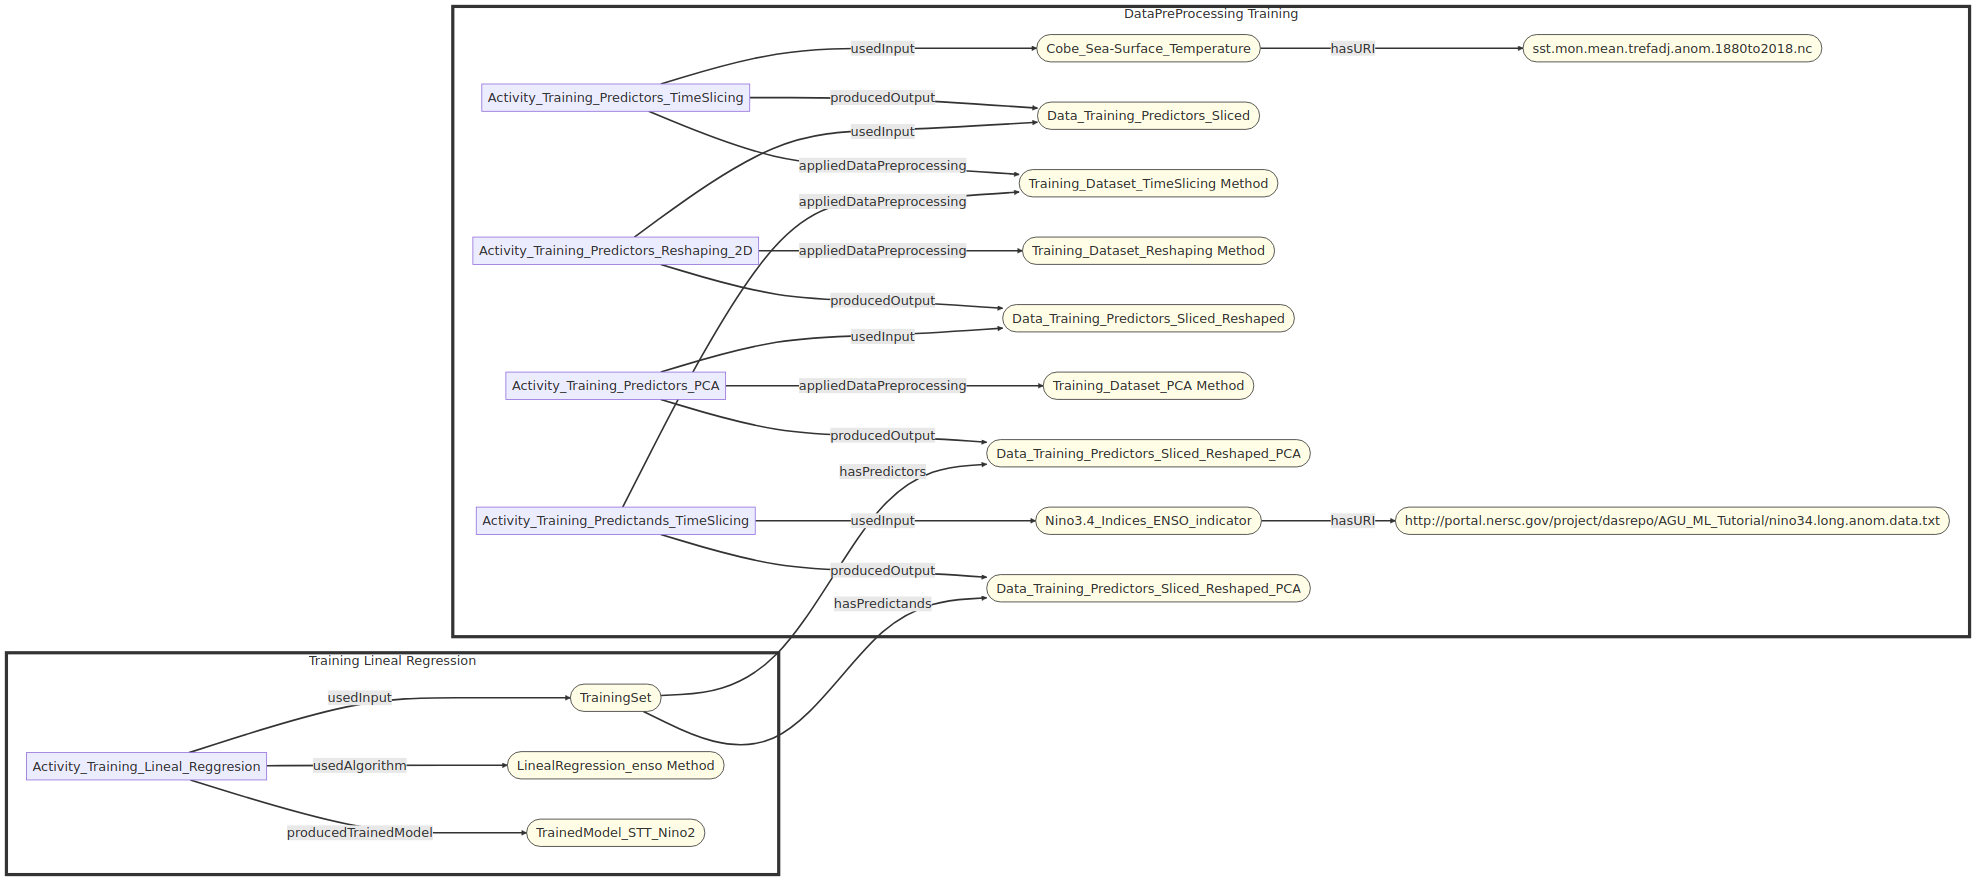 DataPreProcessing Training
usedInput
Cobe_Sea-Surface_Temperature
hasURI
sst.mon.mean.trefadj.anom.1880to2018.nc
Activity_Training_Predictors_TimeSlicing
producedOutput
Data_Training_Predictors_Sliced
usedInput
appliedDataPreprocessing
Training_Dataset_TimeSlicing Method
appliedDataPreprocessing
Activity_Training_Predictors_Reshaping_2D
appliedDataPreprocessing
Training_Dataset_Reshaping Method
producedOutput
Data_Training_Predictors_Sliced_Reshaped
usedInput
Activity_Training_Predictors_PCA
appliedDataPreprocessing
Training_Dataset_PCA Method
producedOutput
Data_Training_Predictors_Sliced_Reshaped_PCA
hasPredictors
Activity_Training_Predictands_TimeSlicing
usedInput
Nino3.4_Indices_ENSO_indicator
hasURI
http://portal.nersc.gov/project/dasrepo/AGU_ML_Tutorial/nino34.long.anom.data.txt
producedOutput
Data_Training_Predictors_Sliced_Reshaped_PCA
hasPredictands
Training Lineal Regression
usedInput
TrainingSet
Activity_Training_Lineal_Reggresion
usedAlgorithm
LinealRegression_enso Method
producedTrainedModel
TrainedModel_STT_Nino2